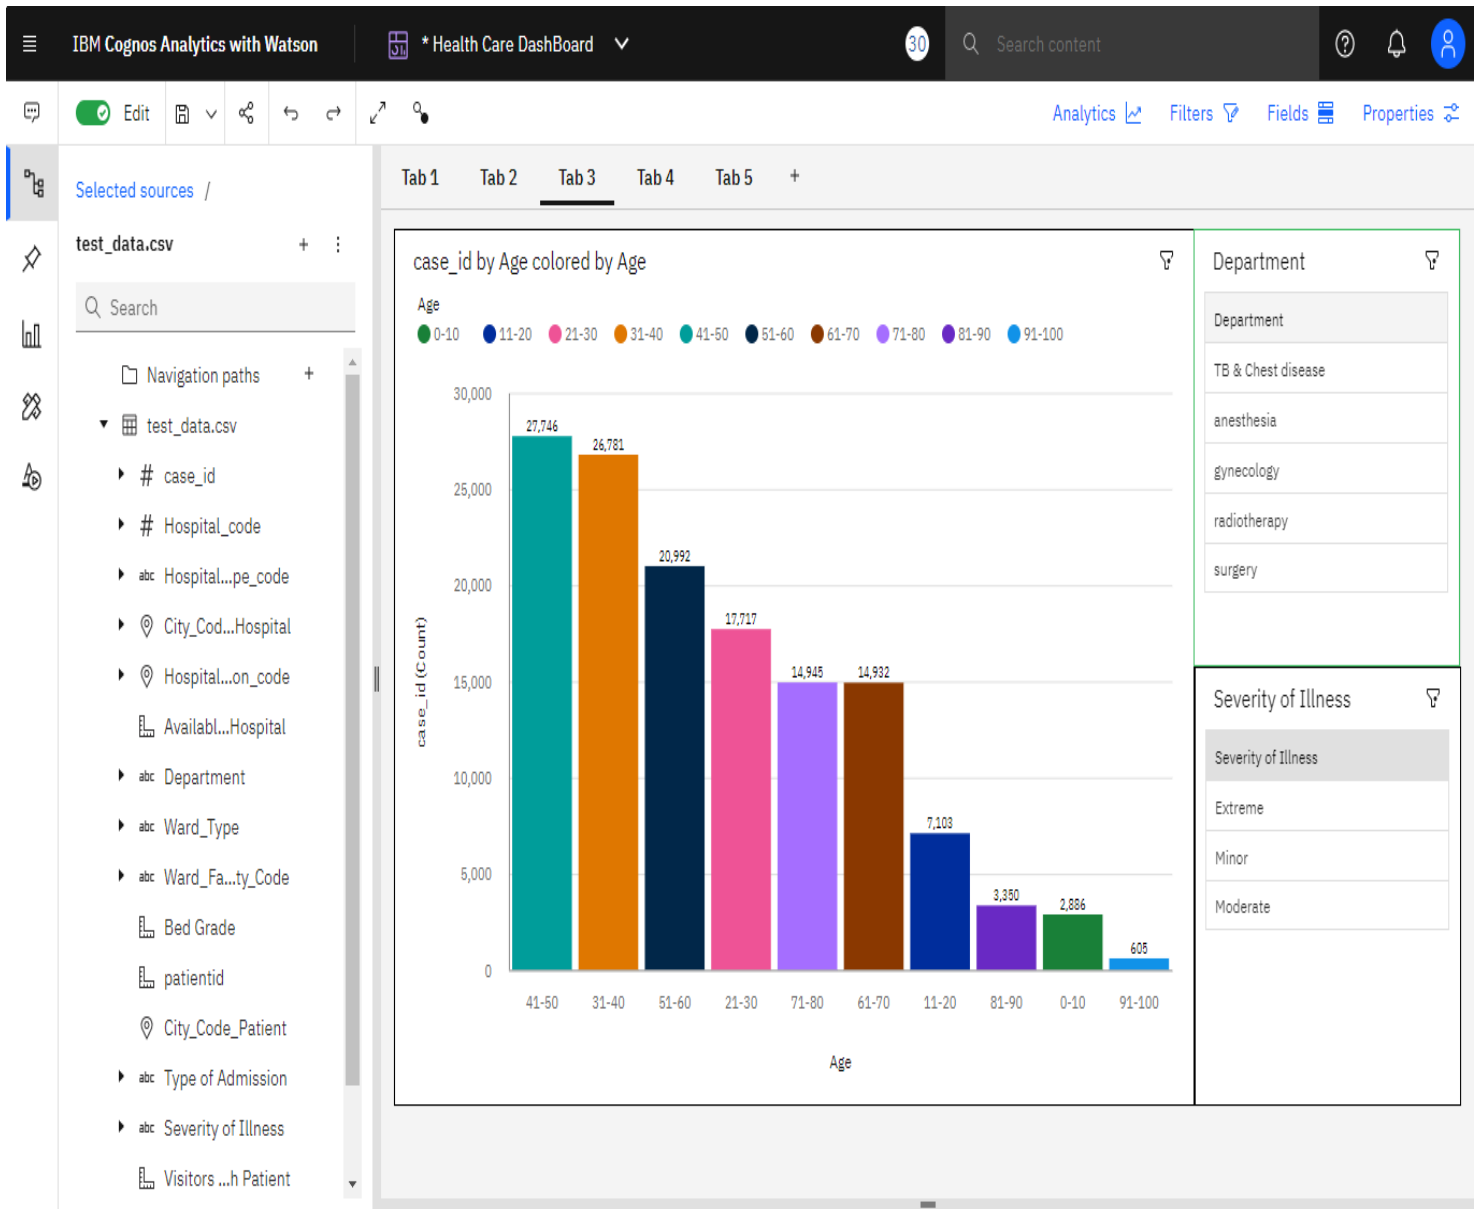 IBM Cognos Analytics with Watson
* Health Care DashBoard
30
Search content
Edit
Analytics
Filters
Fields
Properties
Selected sources /
test_data.csv
Search
Navigation paths
test_data.csv
case_id
Hospital_code
abc Hospital...pe_code
City_Cod...Hospital
Hospital...on_code
Availabl...Hospital
abc Department
abc Ward_Type
abc Ward_Fa...ty_Code
Bed Grade
patientid
City_Code_Patient
abc Type of Admission
abc Severity of Illness
Visitors ...h Patient
Tab 1 Tab 2 Tab 3 Tab 4 Tab 5 +
case_id by Age colored by Age
Age
0-10 11-20 21-30 31-40 41-50 51-60 61-70 71-80 81-90 91-100
case_id (Count)
30,000
25,000
20,000
15,000
10,000
5,000
0
27,746
26,781
20,992
17,717
14,945
14,932
7,103
3,350
2,886
605
41-50 31-40 51-60 21-30 71-80 61-70 11-20 81-90 0-10 91-100
Age
Department
Department
TB & Chest disease
anesthesia
gynecology
radiotherapy
surgery
Severity of Illness
Severity of Illness
Extreme
Minor
Moderate